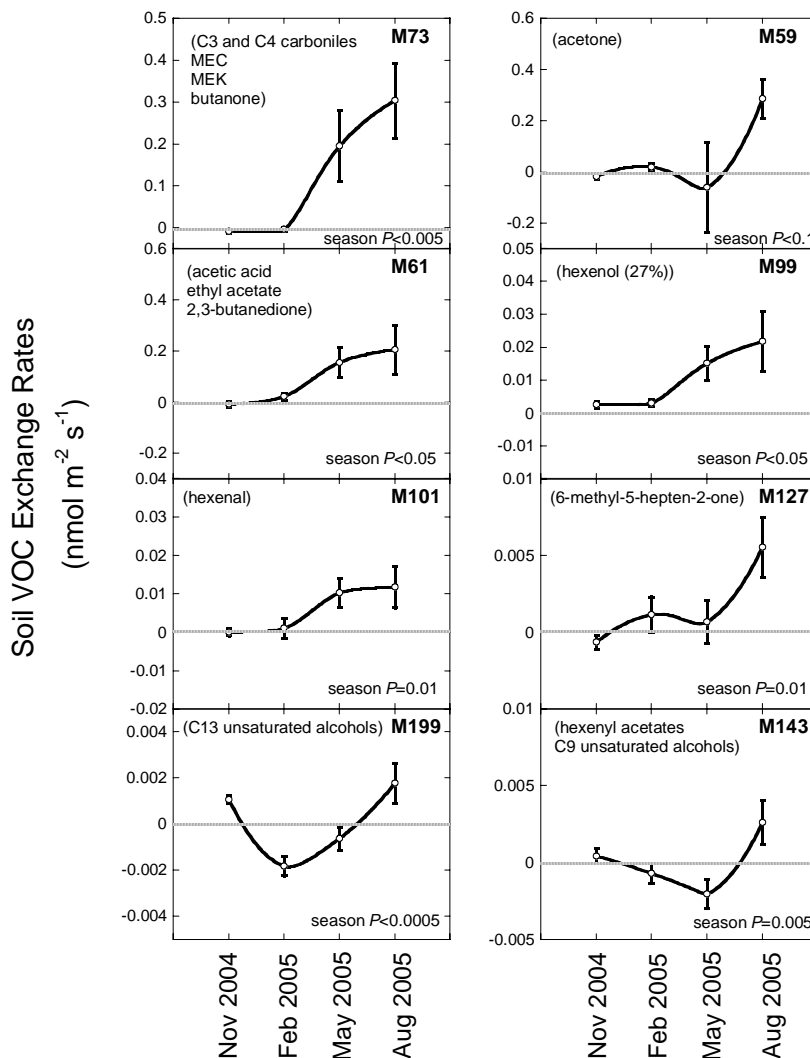 Soil VOC Exchange Rates
(nmol m⁻² s⁻¹)
(C3 and C4 carboniles
MEC
MEK
butanone)
M73
0.4
0.3
0.2
0.1
0
season P<0.005
(acetone)
M59
0.6
0.4
0.2
0
-0.2
season P<0.1
0.6
(acetic acid
ethyl acetate
2,3-butanedione)
M61
0.4
0.2
0
-0.2
season P<0.05
0.05
(hexenol (27%))
M99
0.04
0.03
0.02
0.01
0
-0.01
season P<0.05
0.04
(hexenal)
M101
0.03
0.02
0.01
0
-0.01
-0.02
season P=0.01
0.01
(6-methyl-5-hepten-2-one)
M127
0.005
0
season P=0.01
(C13 unsaturated alcohols)
M199
0.004
0.002
0
-0.002
-0.004
season P<0.0005
0.01
(hexenyl acetates
C9 unsaturated alcohols)
M143
0.005
0
-0.005
season P=0.005
Nov 2004
Feb 2005
May 2005
Aug 2005
Nov 2004
Feb 2005
May 2005
Aug 2005